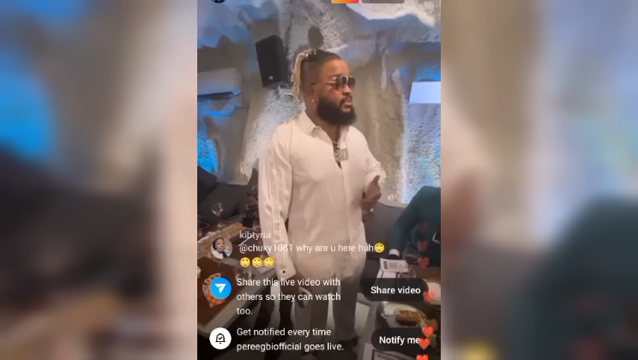 kibtyna
@chuky1081 why are u here huh🙄
🙄🙄🙄
Share this live video with
others so they can watch
too.
Share video
Get notified every time
pereegbiofficial goes live.
Notify me